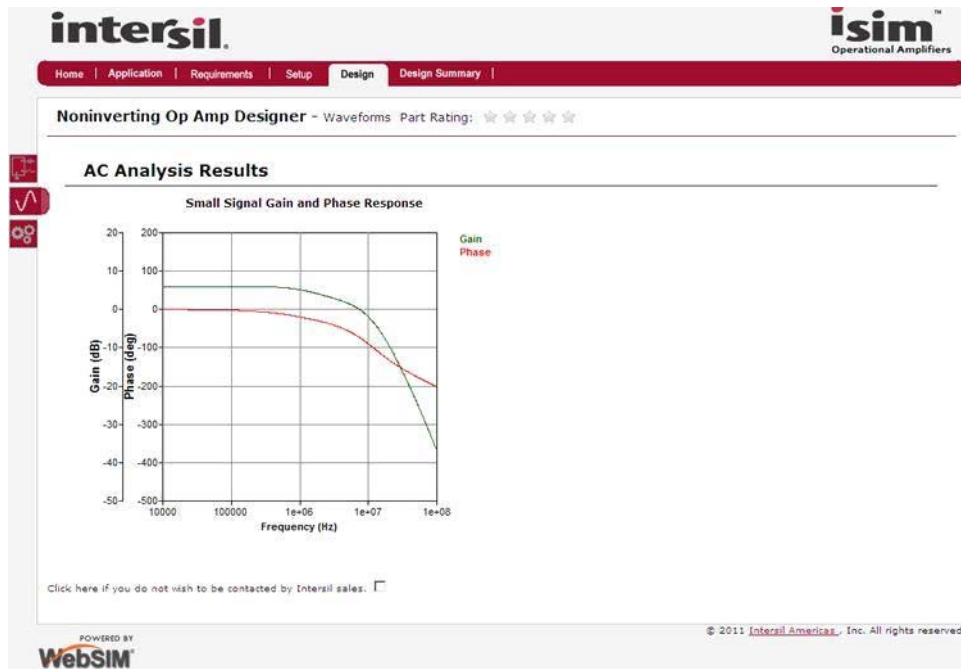 intersil.
isim™
Operational Amplifiers
Home | Application | Requirements | Setup Design Design Summary |
Noninverting Op Amp Designer - Waveforms Part Rating:
AC Analysis Results
Small Signal Gain and Phase Response
Gain
Phase
20 200
10 100
0 0
-10 -100
-20 -200
-30 -300
-40 -400
-50 -500
Gain (dB)
Phase (deg)
10000 100000 1e+06 1e+07 1e+08
Frequency (Hz)
Click here if you do not wish to be contacted by Intersil sales.
© 2011 Intersil Americas, Inc. All rights reserved
POWERED BY
WebSIM